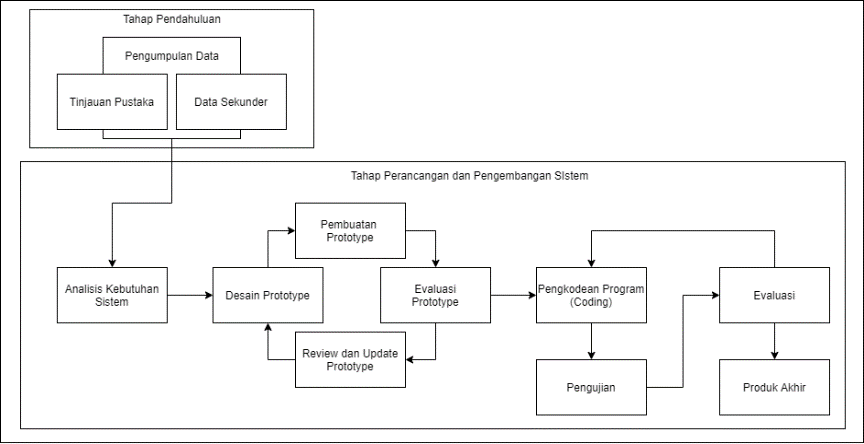 Tahap Pendahuluan
Pengumpulan Data
Tinjauan Pustaka
Data Sekunder
Tahap Perancangan dan Pengembangan SIstem
Pembuatan
Prototype
Analisis Kebutuhan
Sistem
Desain Prototype
Evaluasi
Prototype
Pengkodean Program
(Coding)
Evaluasi
Review dan Update
Prototype
Pengujian
Produk Akhir